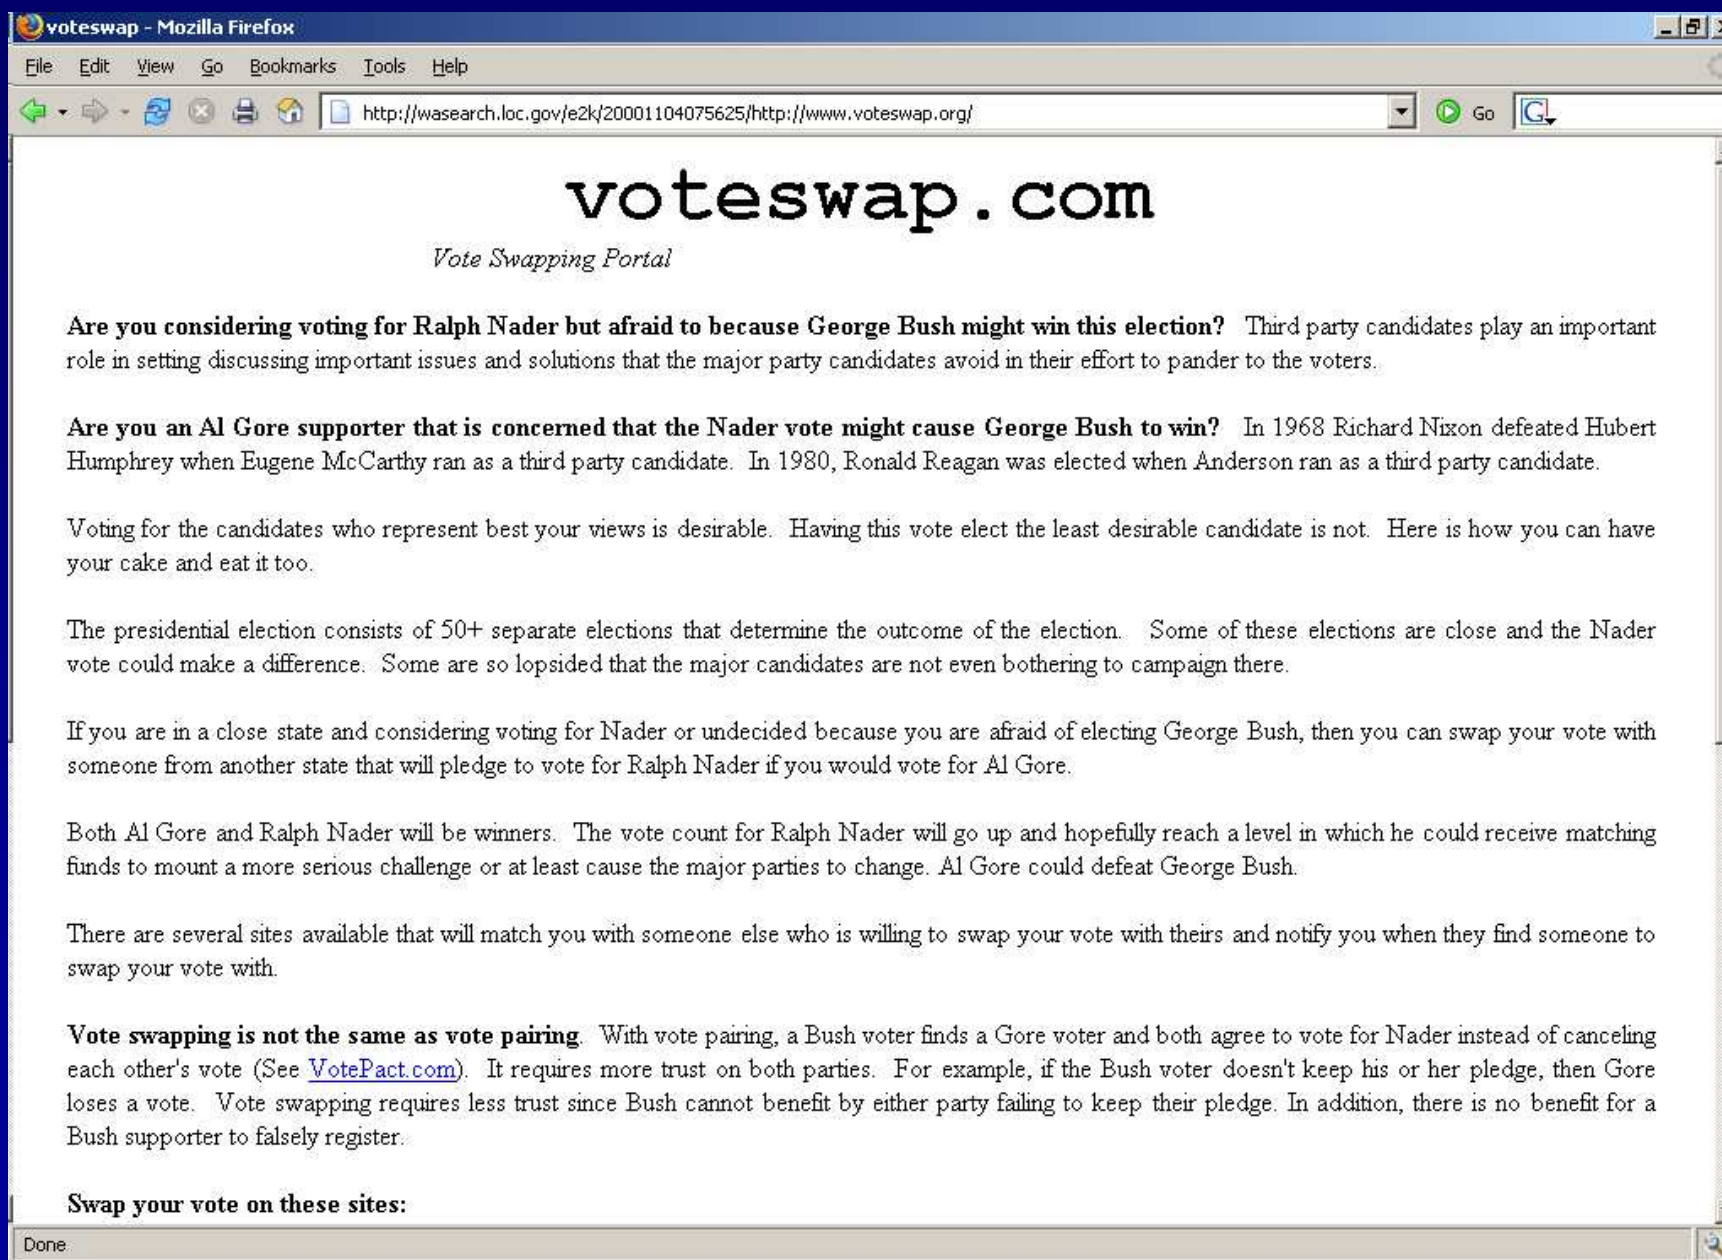 voteswap - Mozilla Firefox
File Edit View Go Bookmarks Tools Help
http://wasearch.loc.gov/e2k/20001104075625/http://www.voteswap.org/ Go G
voteswap.com
Vote Swapping Portal
Are you considering voting for Ralph Nader but afraid to because George Bush might win this election? Third party candidates play an important
role in setting discussing important issues and solutions that the major party candidates avoid in their effort to pander to the voters.
Are you an Al Gore supporter that is concerned that the Nader vote might cause George Bush to win? In 1968 Richard Nixon defeated Hubert
Humphrey when Eugene McCarthy ran as a third party candidate. In 1980, Ronald Reagan was elected when Anderson ran as a third party candidate.
Voting for the candidates who represent best your views is desirable. Having this vote elect the least desirable candidate is not. Here is how you can have
your cake and eat it too.
The presidential election consists of 50+ separate elections that determine the outcome of the election. Some of these elections are close and the Nader
vote could make a difference. Some are so lopsided that the major candidates are not even bothering to campaign there.
If you are in a close state and considering voting for Nader or undecided because you are afraid of electing George Bush, then you can swap your vote with
someone from another state that will pledge to vote for Ralph Nader if you would vote for Al Gore.
Both Al Gore and Ralph Nader will be winners. The vote count for Ralph Nader will go up and hopefully reach a level in which he could receive matching
funds to mount a more serious challenge or at least cause the major parties to change. Al Gore could defeat George Bush.
There are several sites available that will match you with someone else who is willing to swap your vote with theirs and notify you when they find someone to
swap your vote with.
Vote swapping is not the same as vote pairing. With vote pairing, a Bush voter finds a Gore voter and both agree to vote for Nader instead of canceling
each other's vote (See VotePact.com). It requires more trust on both parties. For example, if the Bush voter doesn't keep his or her pledge, then Gore
loses a vote. Vote swapping requires less trust since Bush cannot benefit by either party failing to keep their pledge. In addition, there is no benefit for a
Bush supporter to falsely register.
Swap your vote on these sites:
Done